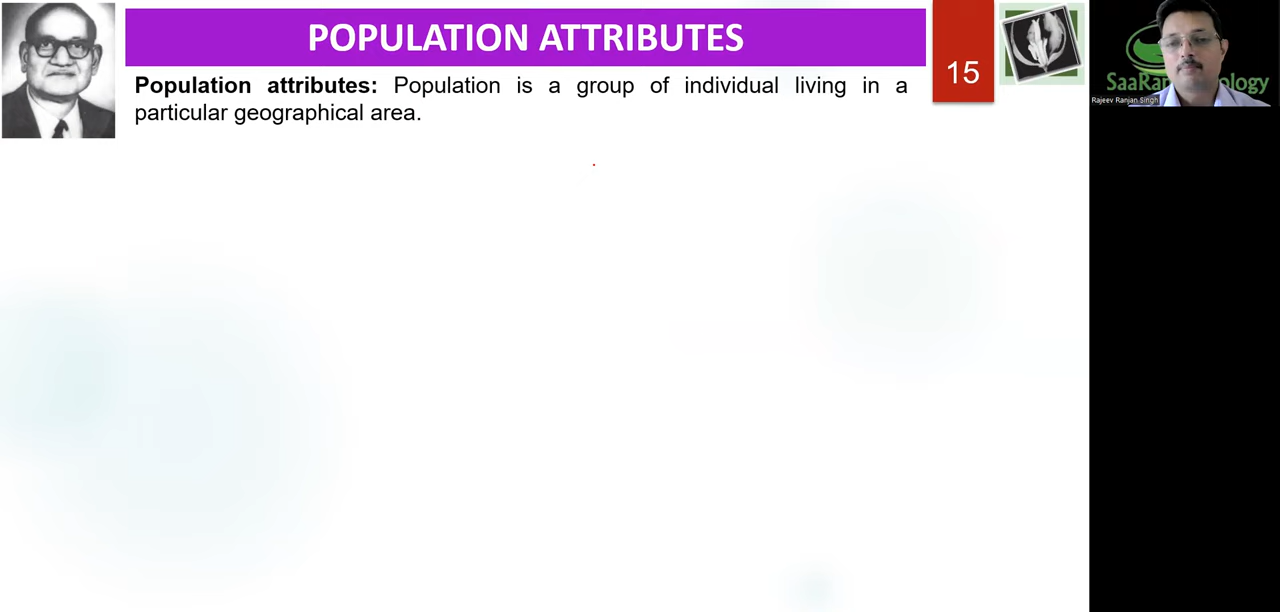 POPULATION ATTRIBUTES
Population attributes: Population is a group of individual living in a
particular geographical area.
15
SaaRa
ology
Rajeev Ranjan Singh